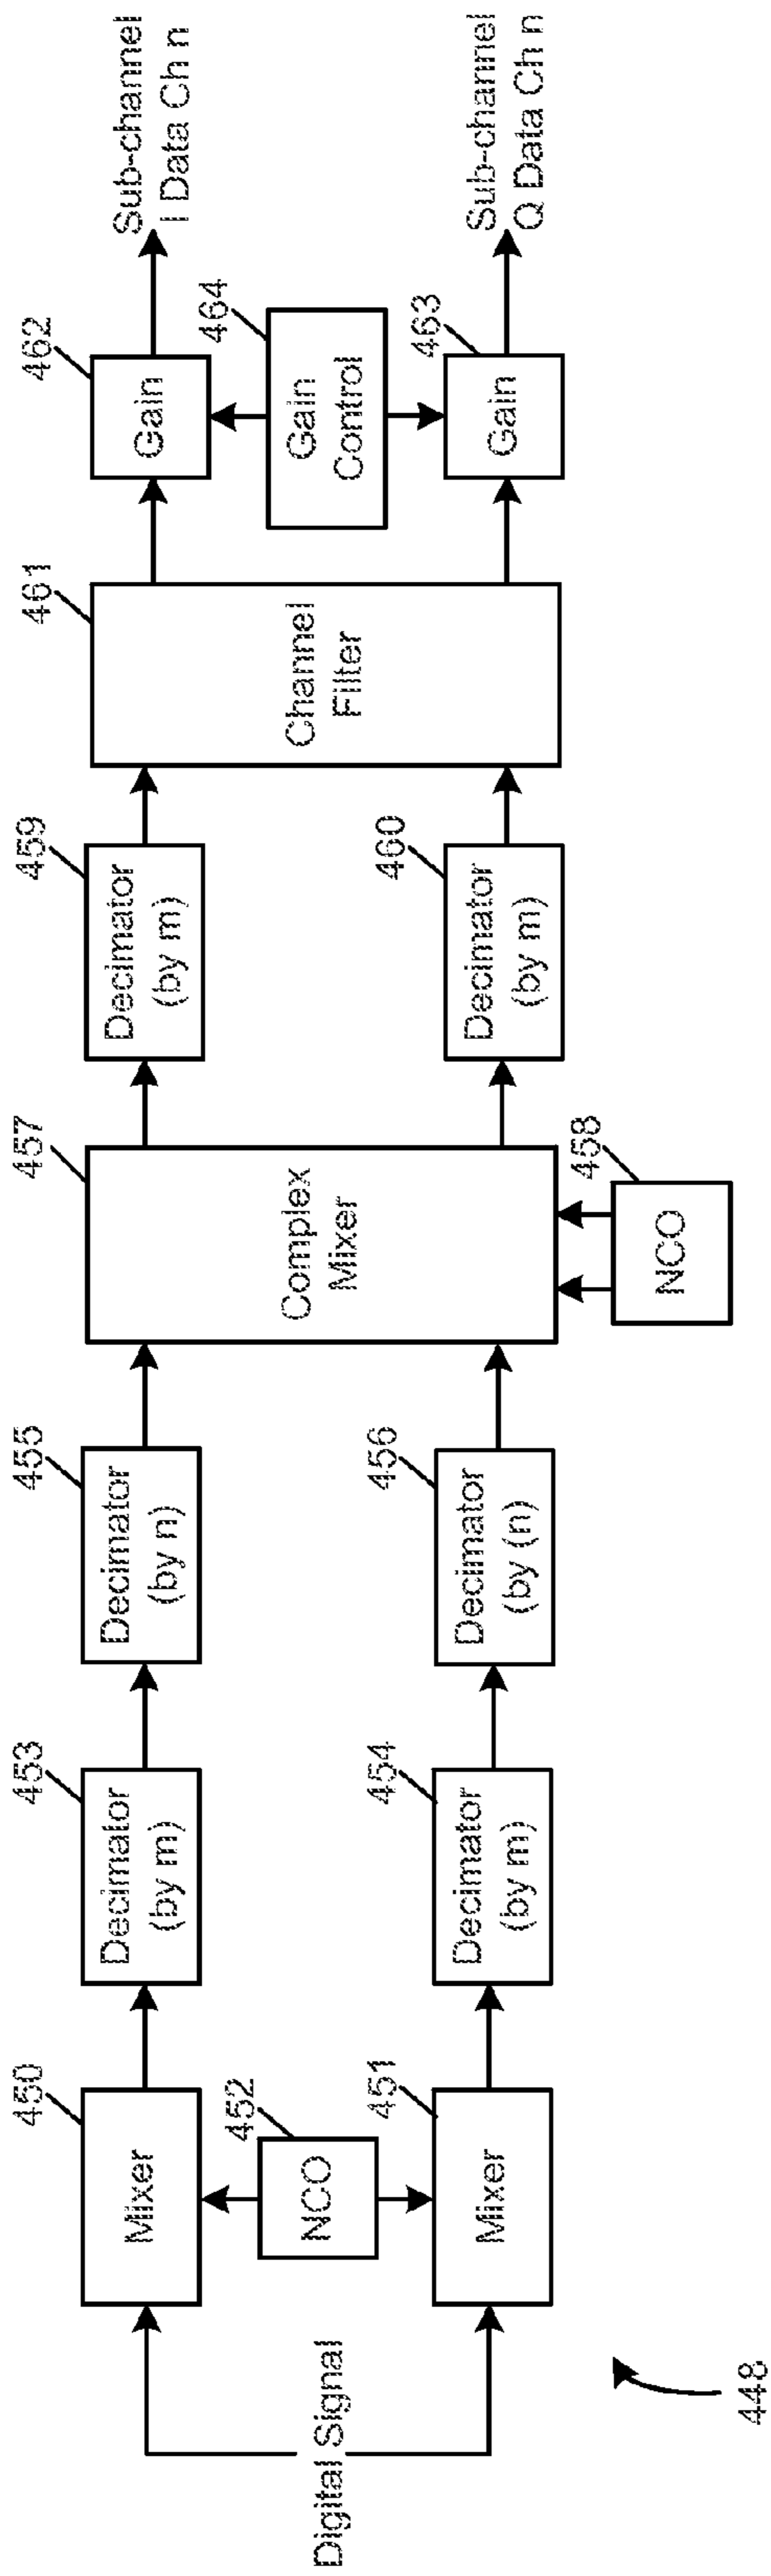 Digital Signal
450
Mixer
452
NCO
451
Mixer
453
Decimator
(by m)
454
Decimator
(by m)
455
Decimator
(by n)
456
Decimator
(by (n)
457
Complex
Mixer
458
NCO
459
Decimator
(by m)
460
Decimator
(by m)
461
Channel
Filter
462
Gain
464
Gain
Control
463
Gain
Sub-channel
I Data Ch n
Sub-channel
Q Data Ch n
448